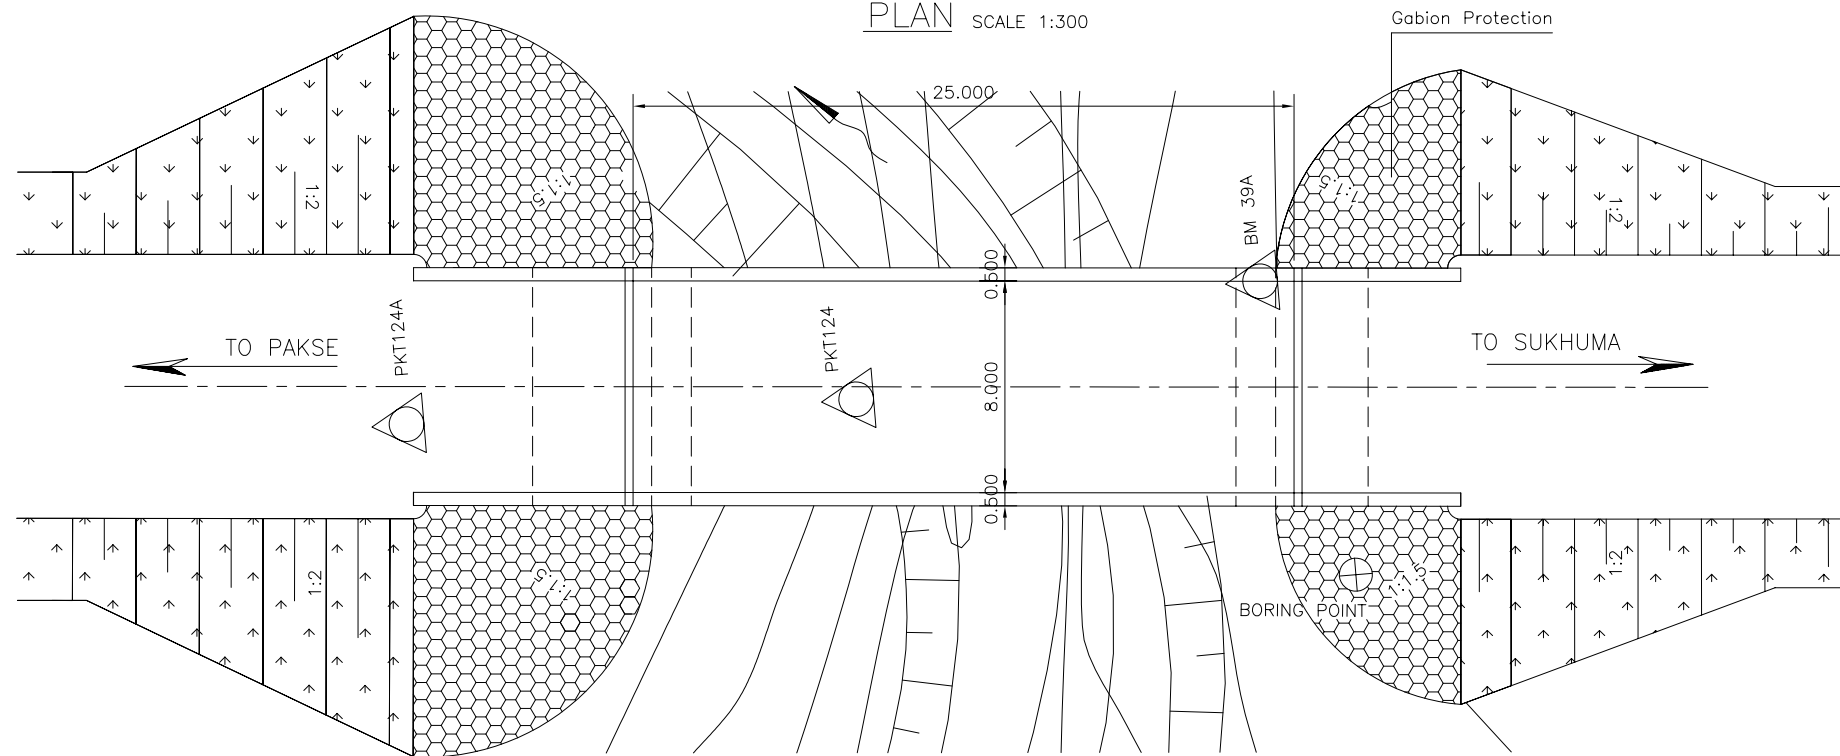 PLAN SCALE 1:300
Gabion Protection
25.000
1:2
1:1.5
BM 39A
1:1.5
1:2
0.500
PKT124A
TO PAKSE
PKT124
8.000
TO SUKHUMA
0.500
1:2
1:1.5
BORING POINT
1:1.5
1:2